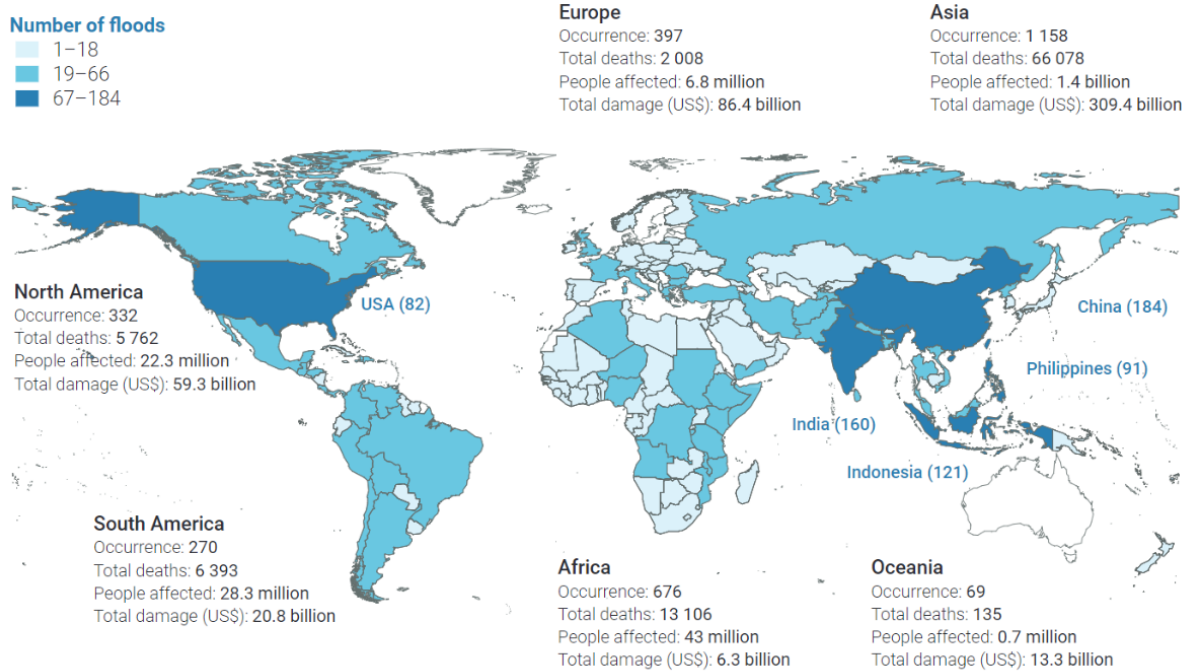 Number of floods
1–18
19–66
67–184
Europe
Occurrence: 397
Total deaths: 2 008
People affected: 6.8 million
Total damage (US$): 86.4 billion
Asia
Occurrence: 1 158
Total deaths: 66 078
People affected: 1.4 billion
Total damage (US$): 309.4 billion
North America
Occurrence: 332
Total deaths: 5 762
People affected: 22.3 million
Total damage (US$): 59.3 billion
USA (82)
China (184)
Philippines (91)
India (160)
Indonesia (121)
South America
Occurrence: 270
Total deaths: 6 393
People affected: 28.3 million
Total damage (US$): 20.8 billion
Africa
Occurrence: 676
Total deaths: 13 106
People affected: 43 million
Total damage (US$): 6.3 billion
Oceania
Occurrence: 69
Total deaths: 135
People affected: 0.7 million
Total damage (US$): 13.3 billion